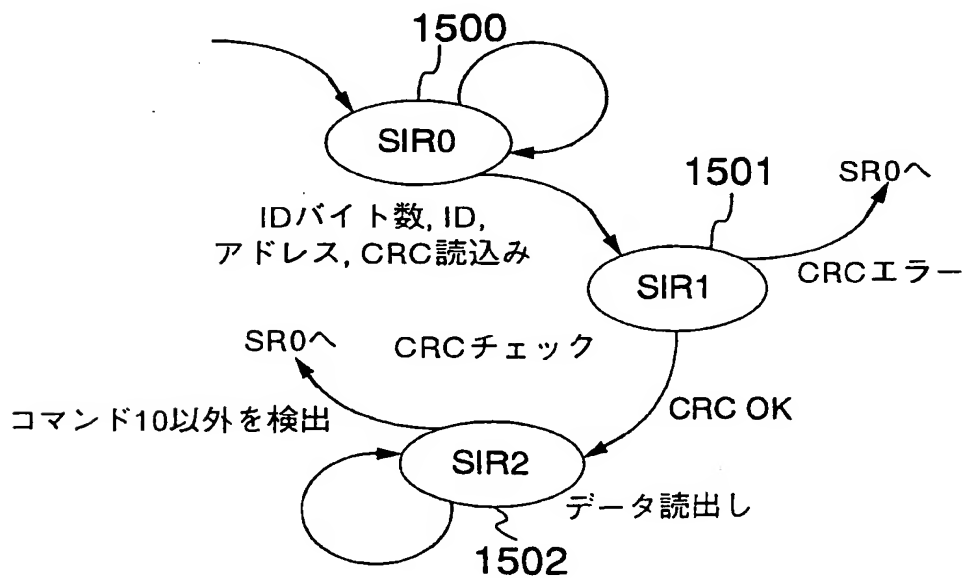 1500
SIR0
1501
SR0へ
IDバイト数, ID,
アドレス, CRC読込み
SIR1
CRCエラー
SR0へ
CRCチェック
CRC OK
コマンド10以外を検出
SIR2
データ読出し
1502